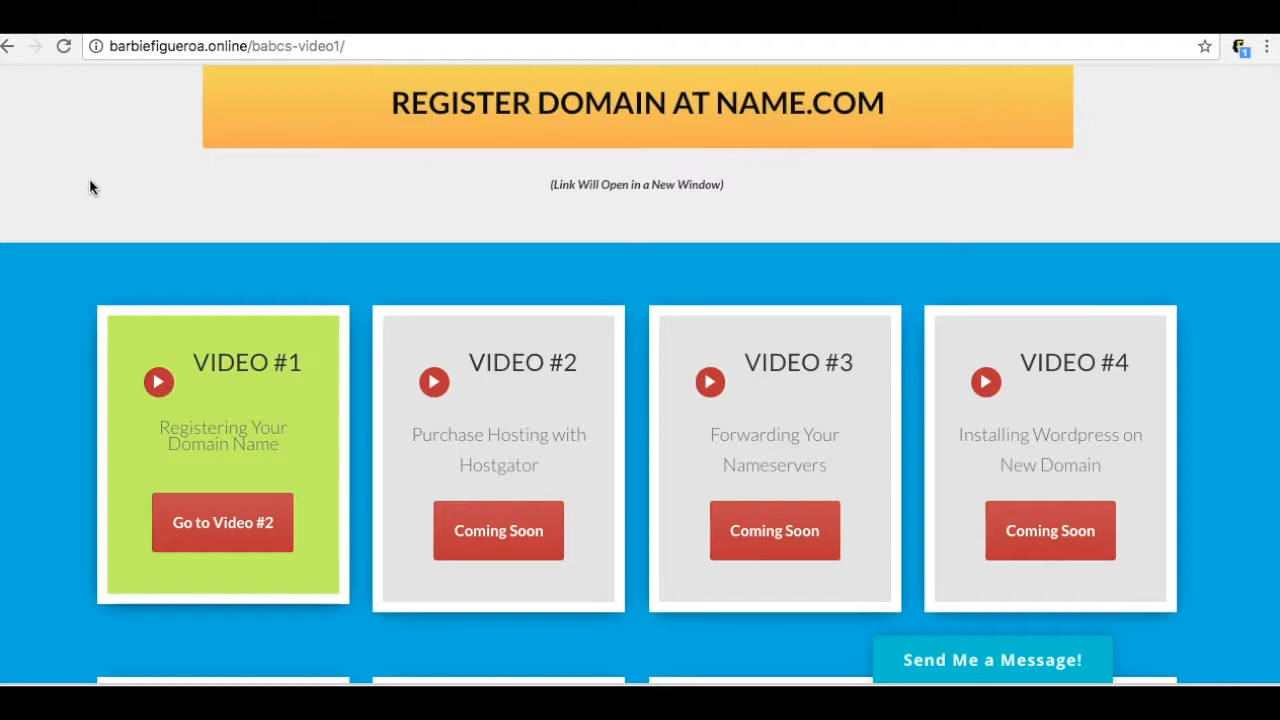 barbiefigueroa.online/babcs-video1/
1
REGISTER DOMAIN AT NAME.COM
(Link Will Open in a New Window)
VIDEO #1
Registering Your
Domain Name
Go to Video #2
VIDEO #2
Purchase Hosting with
Hostgator
Coming Soon
VIDEO #3
Forwarding Your
Nameservers
Coming Soon
VIDEO #4
Installing Wordpress on
New Domain
Coming Soon
Send Me a Message!